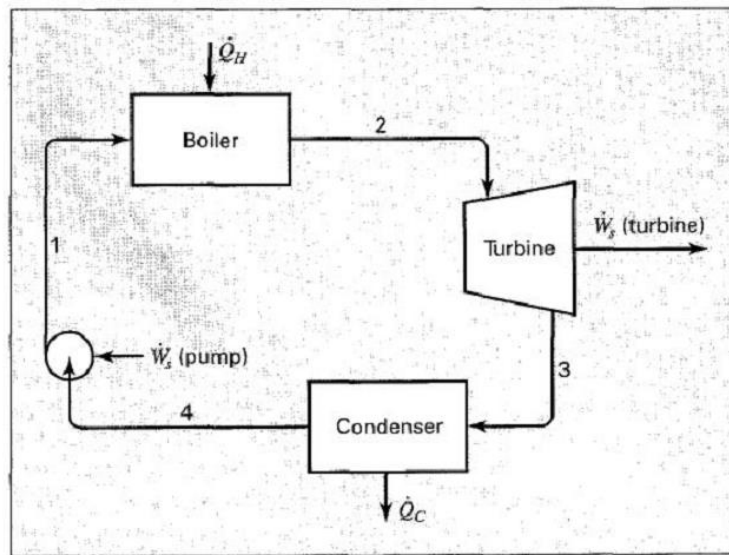 Q̇_H
Boiler
2
Turbine
Ẇ_s (turbine)
1
Ẇ_s (pump)
3
4
Condenser
Q̇_C